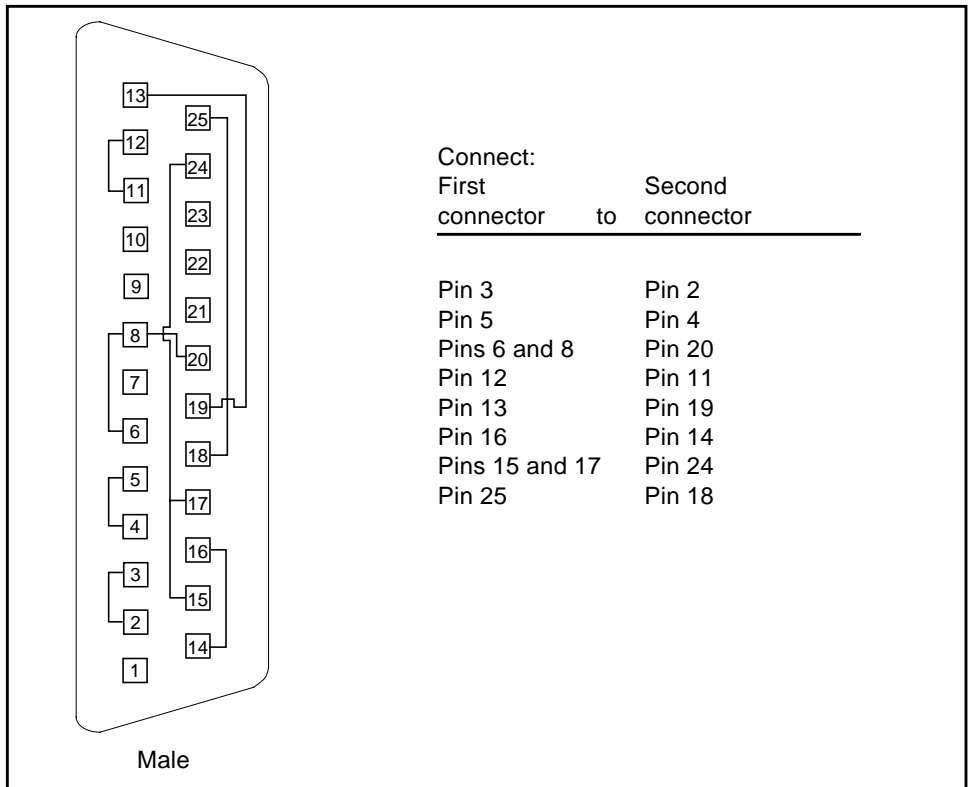 13
25
12
24
11
23
10
22
9
21
8
20
7
19
6
18
5
17
4
16
3
15
2
14
1
Male
Connect:
First Second
connector to connector
Pin 3 Pin 2
Pin 5 Pin 4
Pins 6 and 8 Pin 20
Pin 12 Pin 11
Pin 13 Pin 19
Pin 16 Pin 14
Pins 15 and 17 Pin 24
Pin 25 Pin 18